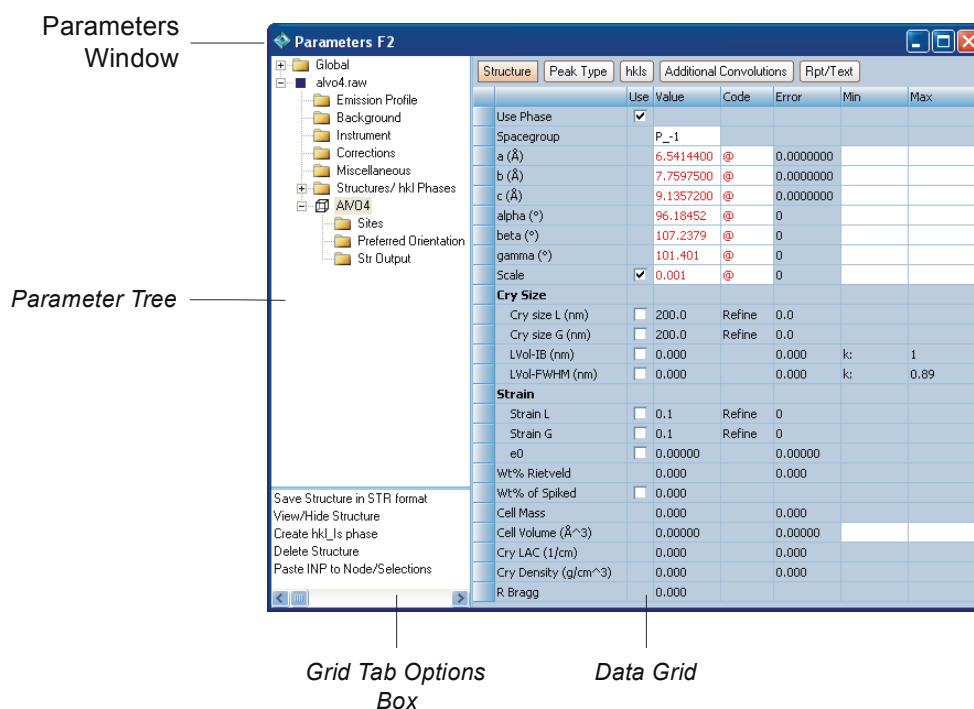 Parameters
Window
Parameters F2
Global
alvo4.raw
Emission Profile
Background
Instrument
Corrections
Miscellaneous
Structures/ hkl Phases
AlVO4
Sites
Preferred Orientation
Str Output
Parameter Tree
Save Structure in STR format
View/Hide Structure
Create hkl_Is phase
Delete Structure
Paste INP to Node/Selections
Structure Peak Type hkls Additional Convolutions Rpt/Text
Use Value Code Error Min Max
Use Phase
Spacegroup P_-1
a (Å) 6.5414400 @ 0.0000000
b (Å) 7.7597500 @ 0.0000000
c (Å) 9.1357200 @ 0.0000000
alpha (°) 96.18452 @ 0
beta (°) 107.2379 @ 0
gamma (°) 101.401 @ 0
Scale 0.001 @ 0
Cry Size
Cry size L (nm) 200.0 Refine 0.0
Cry size G (nm) 200.0 Refine 0.0
LVol-IB (nm) 0.000 0.000 k: 1
LVol-FWHM (nm) 0.000 0.000 k: 0.89
Strain
Strain L 0.1 Refine 0
Strain G 0.1 Refine 0
e0 0.00000 0.00000
Wt% Rietveld 0.000 0.000
Wt% of Spiked 0.000
Cell Mass 0.000 0.000
Cell Volume (Å^3) 0.00000 0.00000
Cry LAC (1/cm) 0.000 0.000
Cry Density (g/cm^3) 0.000 0.000
R Bragg 0.000
Grid Tab Options
Box
Data Grid